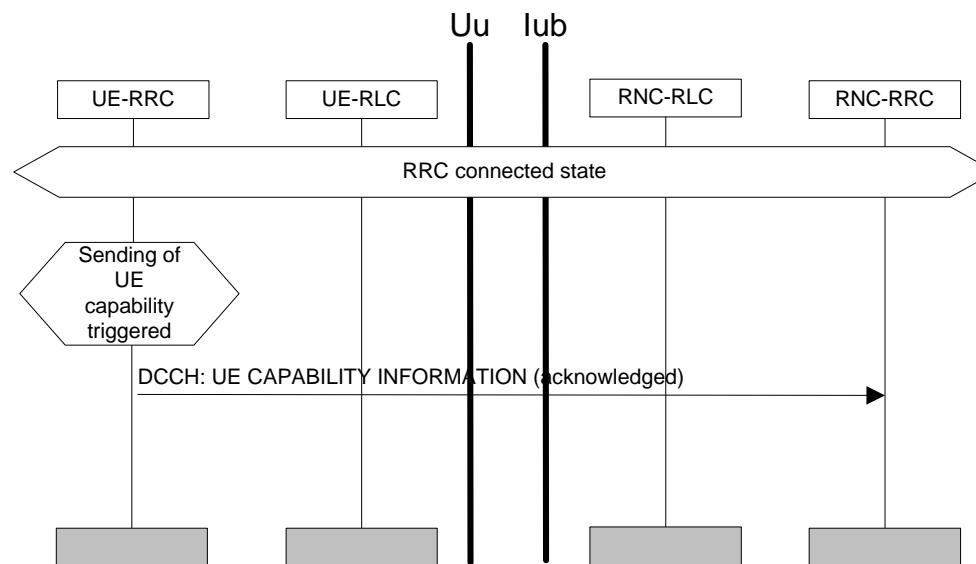 Uu Iub
UE-RRC UE-RLC RNC-RLC RNC-RRC
RRC connected state
Sending of
UE
capability
triggered
DCCH: UE CAPABILITY INFORMATION (acknowledged)